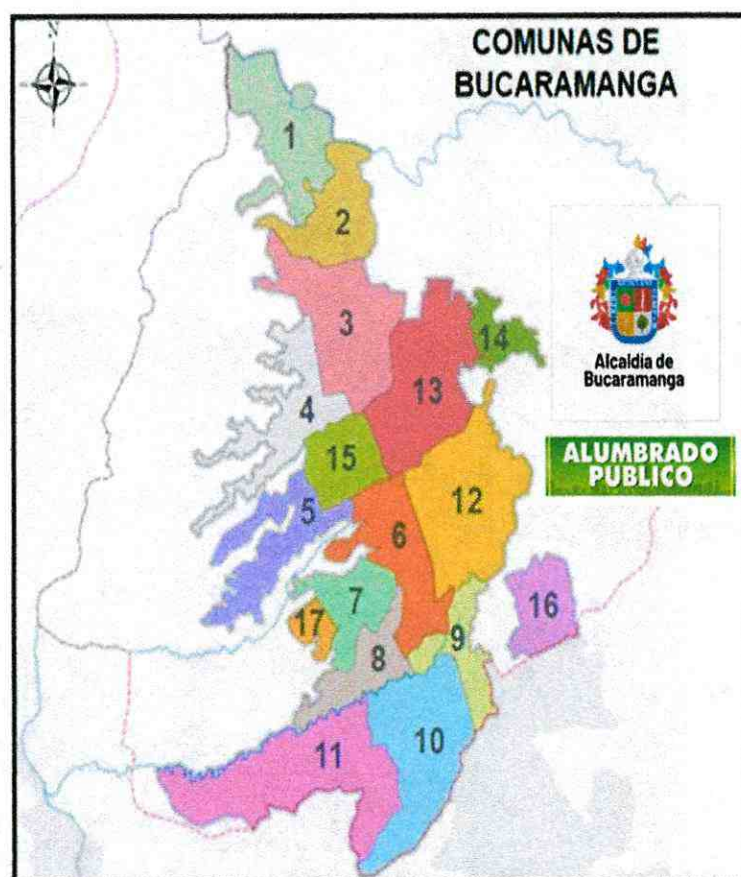 N
COMUNAS DE
BUCARAMANGA
1
2
3
14
4
13
Alcaldía de
Bucaramanga
15
ALUMBRADO
PUBLICO
5
12
6
7
16
17
9
8
10
11